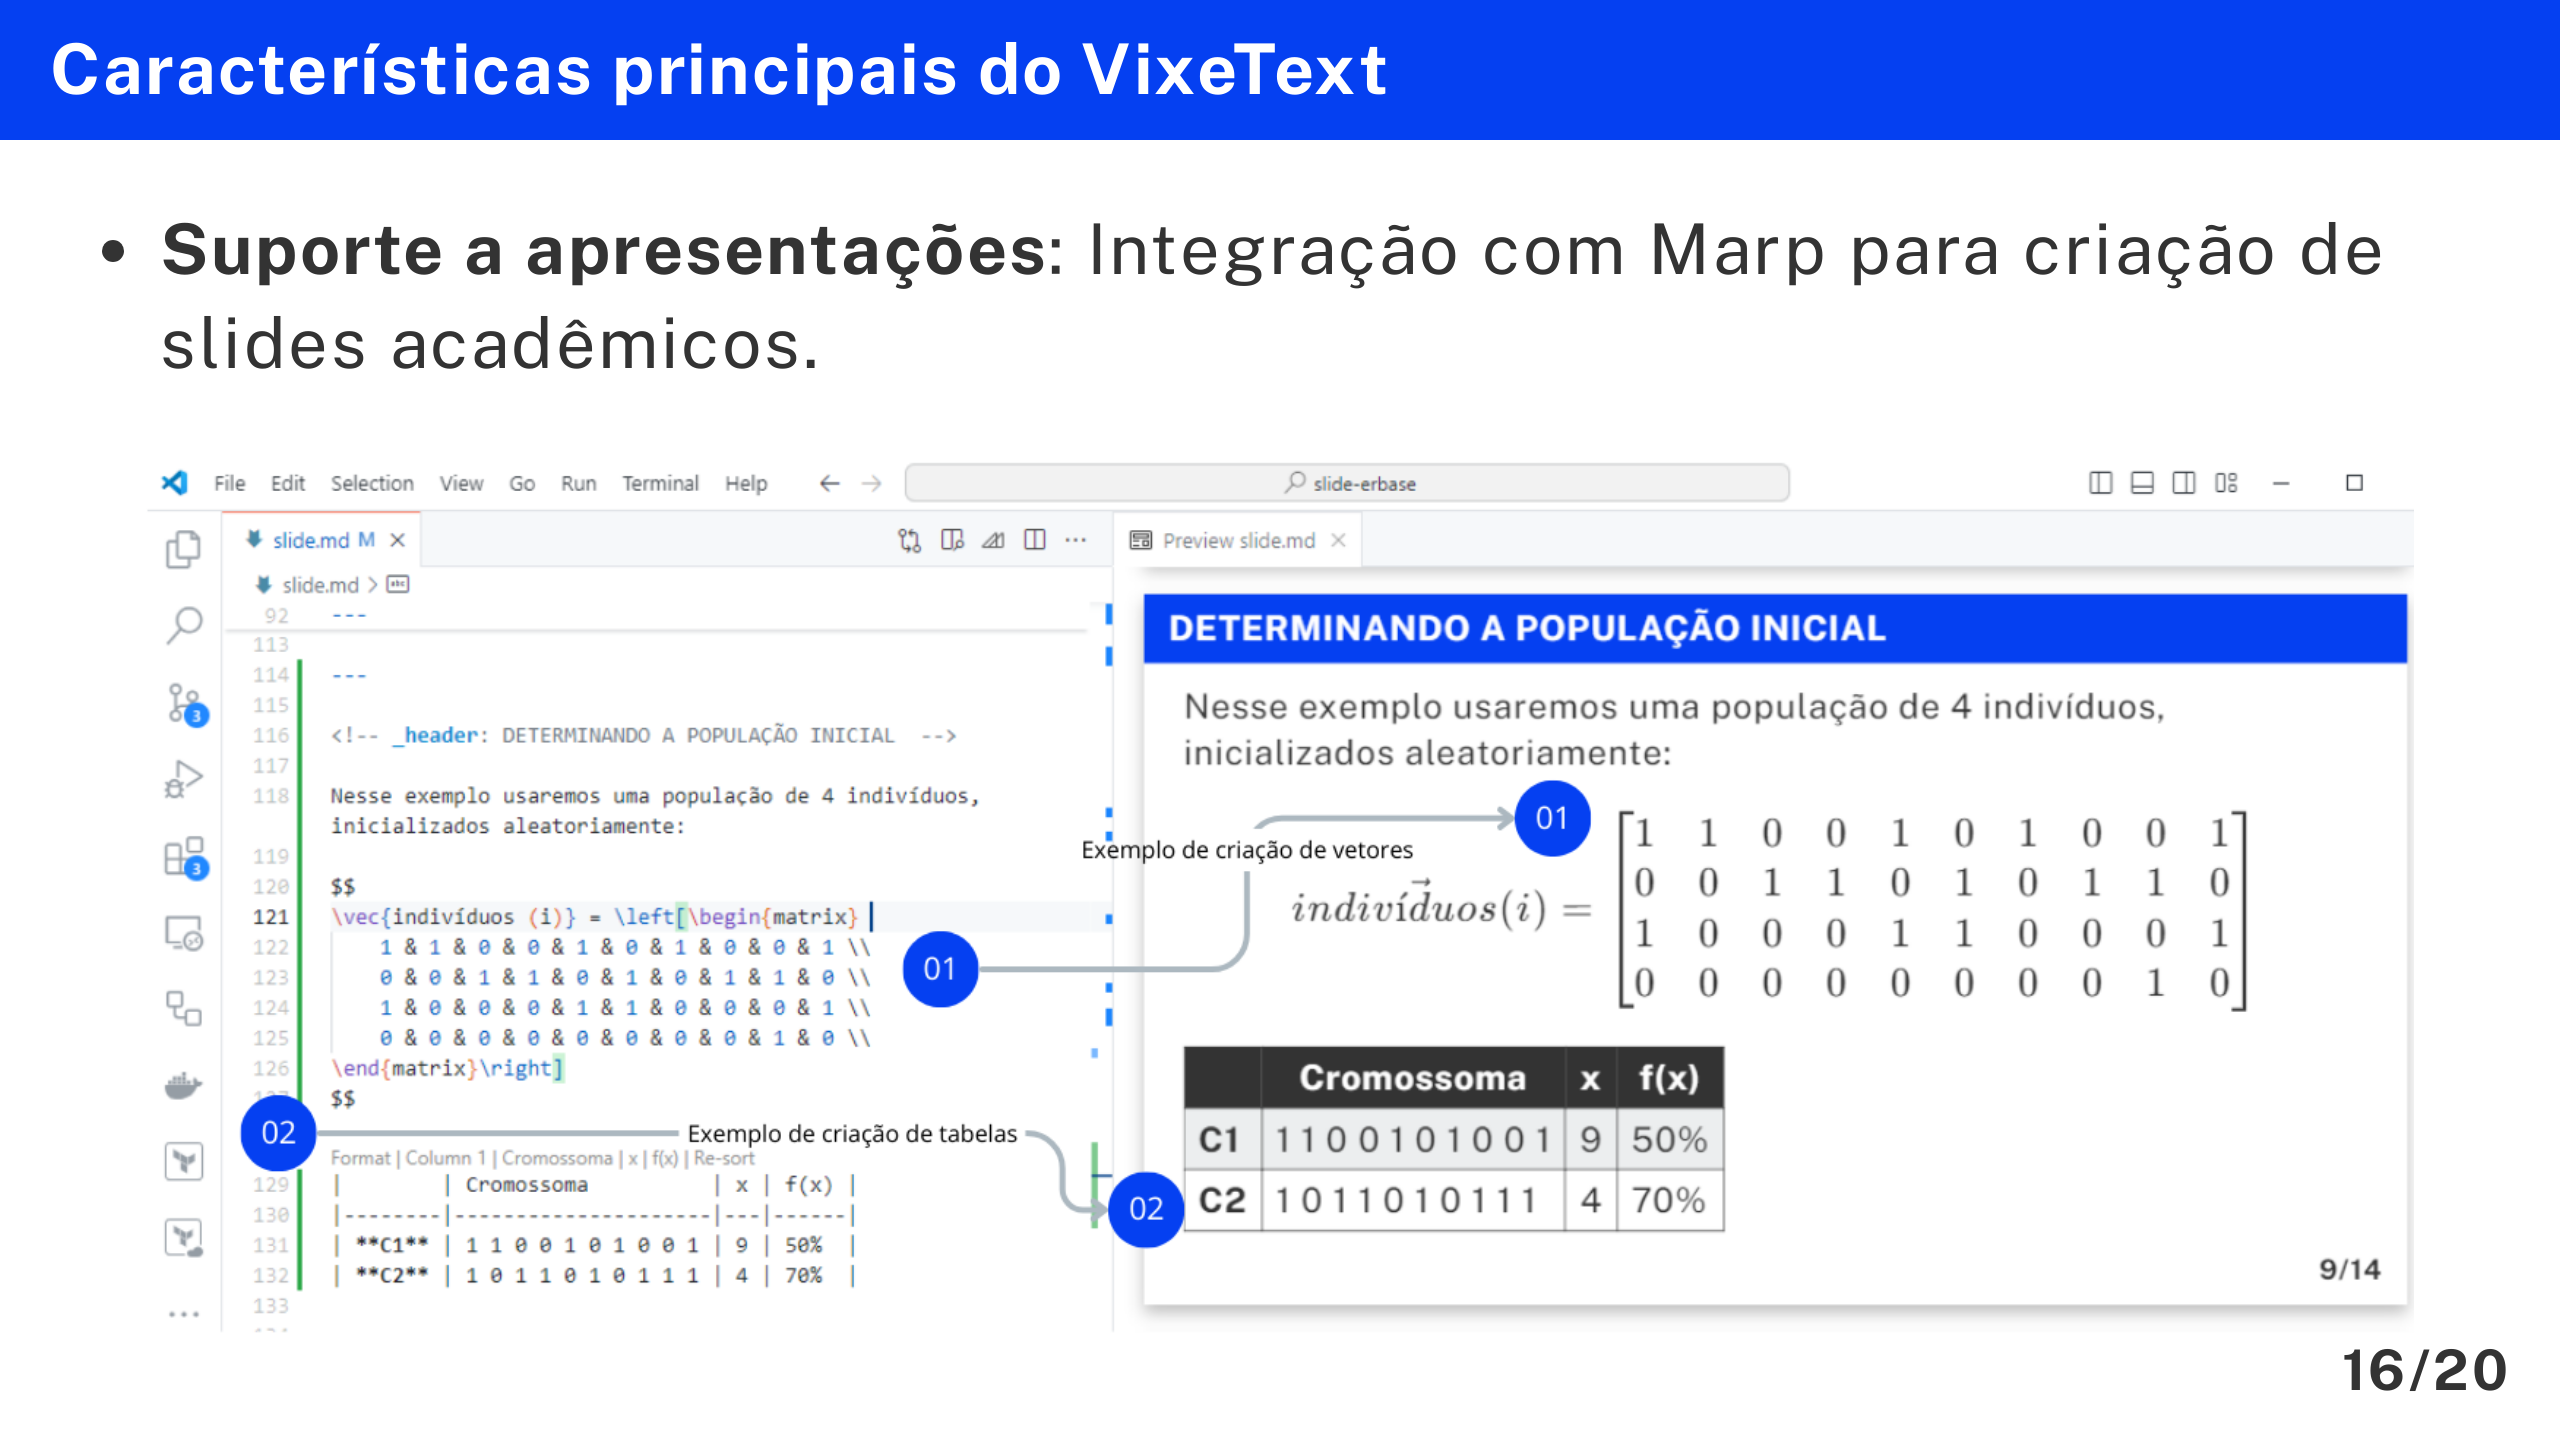 Características principais do VixeText
• Suporte a apresentações: Integração com Marp para criação de
slides acadêmicos.
File Edit Selection View Go Run Terminal Help
slide-erbase
slide.md M
slide.md
92 ---
113
114 ---
115
116 <!-- _header: DETERMINANDO A POPULAÇÃO INICIAL -->
117
118 Nesse exemplo usaremos uma população de 4 indivíduos,
inicializados aleatoriamente:
119
120 $$
121 \vec{indivíduos (i)} = \left[\begin{matrix}
122 1 & 1 & 0 & 0 & 1 & 0 & 1 & 0 & 0 & 1 \\
123 0 & 0 & 1 & 1 & 0 & 1 & 0 & 1 & 1 & 0 \\
124 1 & 0 & 0 & 0 & 1 & 1 & 0 & 0 & 0 & 1 \\
125 0 & 0 & 0 & 0 & 0 & 0 & 0 & 0 & 1 & 0 \\
126 \end{matrix}\right]
$$
01
02
Exemplo de criação de tabelas
Format | Column 1 | Cromossoma | x | f(x) | Re-sort
129 | | Cromossoma | x | f(x) |
130 |--------|---------------------|---|------|
131 | **C1** | 1 1 0 0 1 0 1 0 0 1 | 9 | 50% |
132 | **C2** | 1 0 1 1 0 1 0 1 1 1 | 4 | 70% |
133
3
3
Preview slide.md
DETERMINANDO A POPULAÇÃO INICIAL
Nesse exemplo usaremos uma população de 4 indivíduos,
inicializados aleatoriamente:
01
Exemplo de criação de vetores
indivíduos(i) =
1 1 0 0 1 0 1 0 0 1
0 0 1 1 0 1 0 1 1 0
1 0 0 0 1 1 0 0 0 1
0 0 0 0 0 0 0 0 1 0
Cromossoma x f(x)
C1 1 1 0 0 1 0 1 0 0 1 9 50%
02
C2 1 0 1 1 0 1 0 1 1 1 4 70%
9/14
16/20